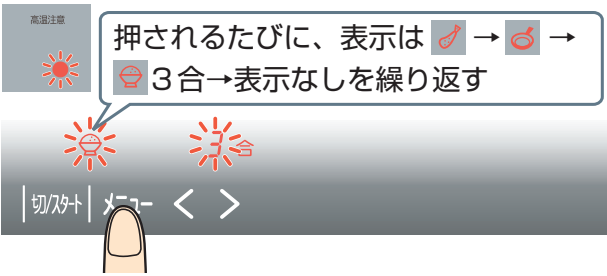 高温注意
押されるたびに、表示は → →
3合→表示なしを繰り返す
3合
切/スタート メニュー < >